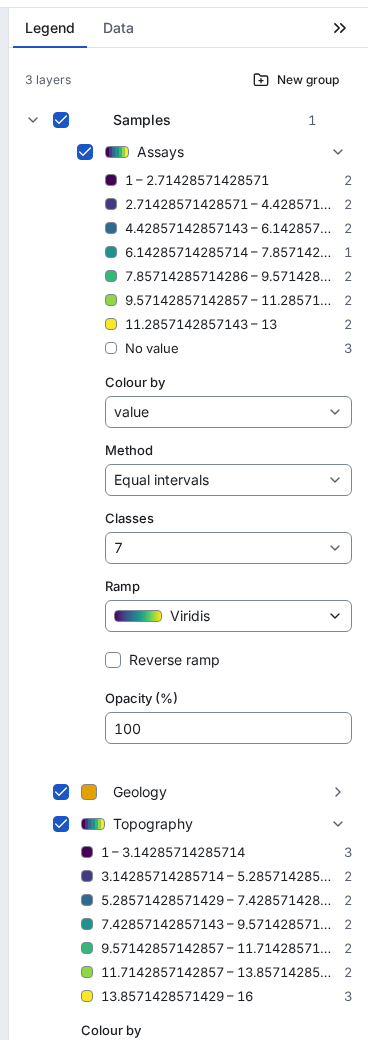 Legend Data
3 layers New group
Samples 1
Assays
1 – 2.71428571428571 2
2.71428571428571 – 4.428571... 2
4.42857142857143 – 6.142857... 2
6.14285714285714 – 7.857142... 1
7.85714285714286 – 9.571428... 2
9.57142857142857 – 11.28571... 2
11.2857142857143 – 13 2
No value 3
Colour by
value
Method
Equal intervals
Classes
7
Ramp
Viridis
Reverse ramp
Opacity (%)
100
Geology
Topography
1 – 3.14285714285714 3
3.14285714285714 – 5.285714285... 2
5.28571428571429 – 7.42857428... 2
7.42857142857143 – 9.571428571... 2
9.57142857142857 – 11.71428571... 2
11.7142857142857 – 13.85714285... 2
13.8571428571429 – 16 3
Colour by